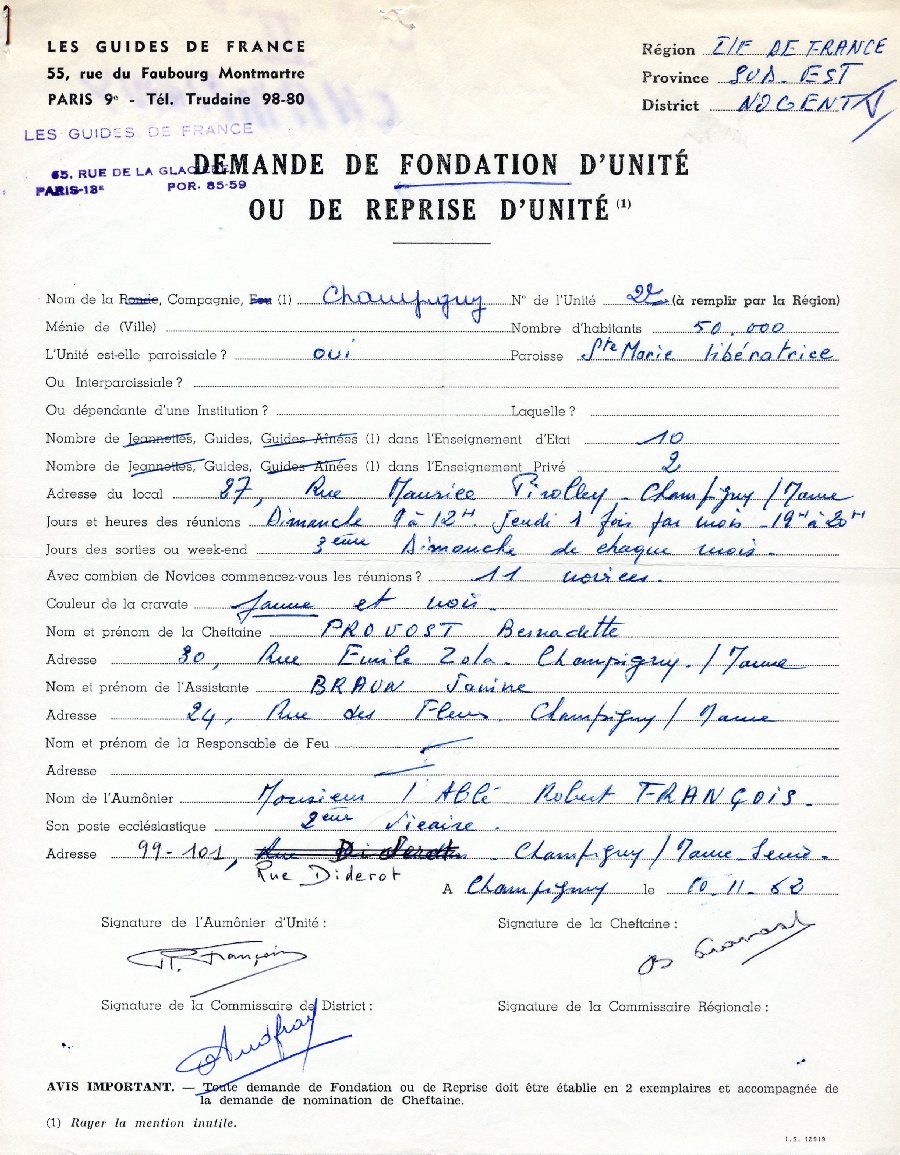 LES GUIDES DE FRANCE
55, rue du Faubourg Montmartre
PARIS 9e - Tél. Trudaine 98-80
Région ILE DE FRANCE
Province SUD-EST
District NOGENT
LES GUIDES DE FRANCE
65, RUE DE LA GLACIERE
PARIS-13e POR. 85-59
DEMANDE DE FONDATION D'UNITÉ
OU DE REPRISE D'UNITÉ (1)
Nom de la Ronde, Compagnie, Feu (1) Champigny N° de l'Unité 2e (à remplir par la Région)
Ménie de (Ville) Nombre d'habitants 50.000
L'Unité est-elle paroissiale ? oui Paroisse Ste Marie libératrice
Ou Interparoissiale ?
Ou dépendante d'une Institution ? Laquelle ?
Nombre de Jeannettes, Guides, Guides Aînées (1) dans l'Enseignement d'Etat 10
Nombre de Jeannettes, Guides, Guides Aînées (1) dans l'Enseignement Privé 2
Adresse du local 87, Rue Maurice Pirolley - Champigny / Marne
Jours et heures des réunions Dimanche 9 à 12H. Jeudi 1 fois par mois - 19H à 20H
Jours des sorties ou week-end 3ème Dimanche de chaque mois -
Avec combien de Novices commencez-vous les réunions ? 11 novices.
Couleur de la cravate Jaune et noir -
Nom et prénom de la Cheftaine PROVOST Bernadette
Adresse 30, Rue Emile Zola - Champigny. / Marne
Nom et prénom de l'Assistante BRAUN Janine
Adresse 24, Rue des Fleurs. Champigny / Marne
Nom et prénom de la Responsable de Feu
Adresse
Nom de l'Aumônier Monsieur l'Abbé Robert FRANÇOIS -
Son poste ecclésiastique 2ème Vicaire.
Adresse 99-101, Rue Diderot Champigny / Marne Seine-
Rue Diderot
A Champigny le 10.11.62
Signature de l'Aumônier d'Unité : Signature de la Cheftaine :
R. François B Provost
Signature de la Commissaire de District : Signature de la Commissaire Régionale :
AVIS IMPORTANT. — Toute demande de Fondation ou de Reprise doit être établie en 2 exemplaires et accompagnée de
la demande de nomination de Cheftaine.
(1) Rayer la mention inutile.